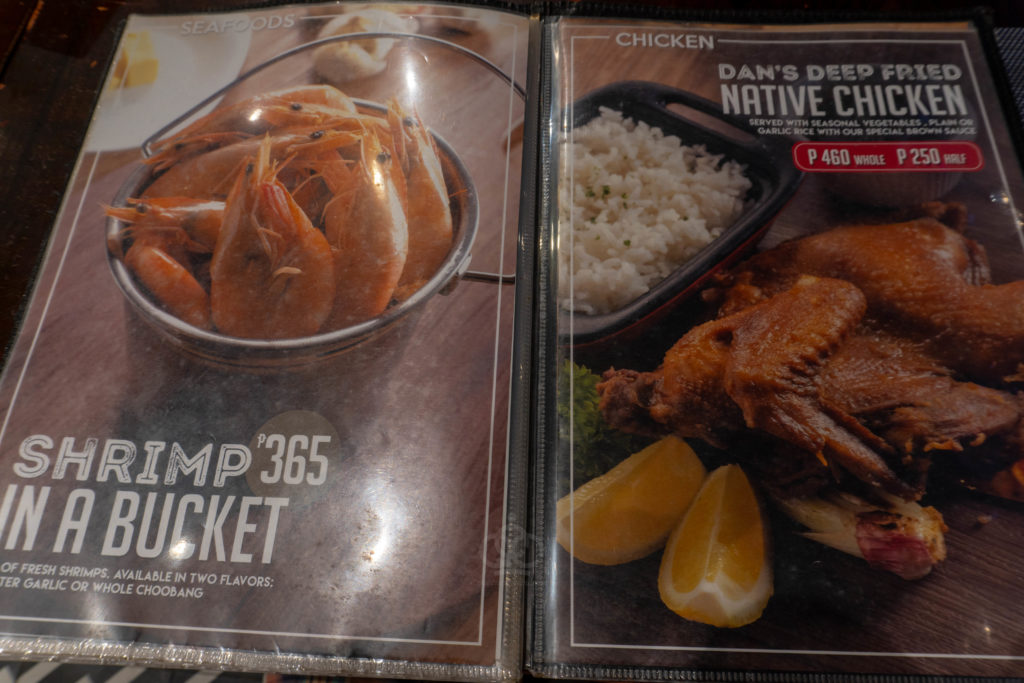 SEAFOODS
SHRIMP ₱365
IN A BUCKET
OF FRESH SHRIMPS. AVAILABLE IN TWO FLAVORS:
GARLIC OR WHOLE CHOOBANG
CHICKEN
DAN'S DEEP FRIED
NATIVE CHICKEN
SERVED WITH SEASONAL VEGETABLES, PLAIN OR
GARLIC RICE WITH OUR SPECIAL BROWN SAUCE
₱ 460 WHOLE ₱ 250 HALF